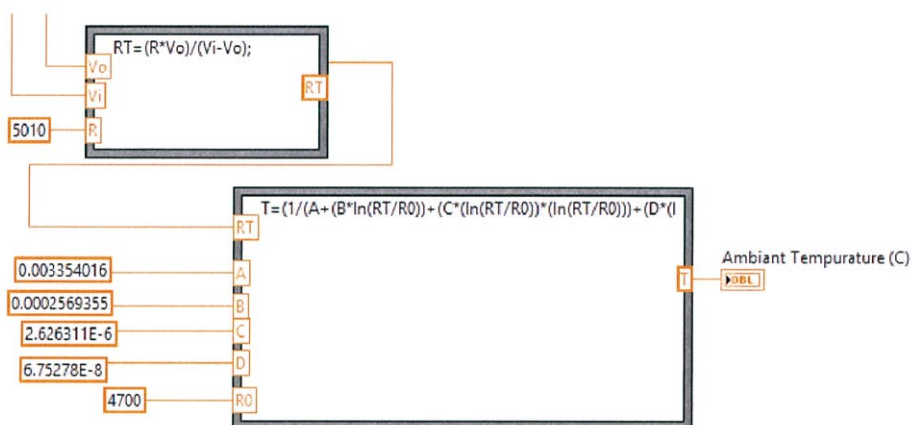 RT=(R*Vo)/(Vi-Vo);
Vo
Vi
RT
5010
R
T=(1/(A+(B*ln(RT/R0))+(C*(ln(RT/R0))*(ln(RT/R0)))+(D*(l
RT
0.003354016
A
Ambiant Tempurature (C)
T
DBL
0.0002569355
B
2.626311E-6
C
6.75278E-8
D
4700
R0